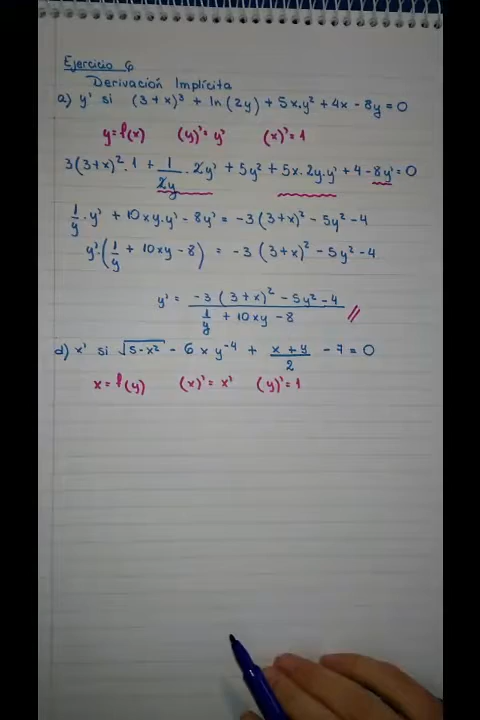 Ejercicio 6
Derivación Implícita
a) y' si (3+x)³ + ln(2y) + 5x.y² + 4x - 8y = 0
y = f(x) (y)' = y' (x)' = 1
3(3+x)².1 + 1/2y . 2y' + 5y² + 5x.2y.y' + 4 - 8y' = 0
1/y . y' + 10xy.y' - 8y' = -3(3+x)² - 5y² - 4
y'.(1/y + 10xy - 8) = -3(3+x)² - 5y² - 4
y' = -3(3+x)² - 5y² - 4 / 1/y + 10xy - 8 //
d) x' si √5-x² - 6xy⁻⁴ + x+y/2 - 7 = 0
x = f(y) (x)' = x' (y)' = 1